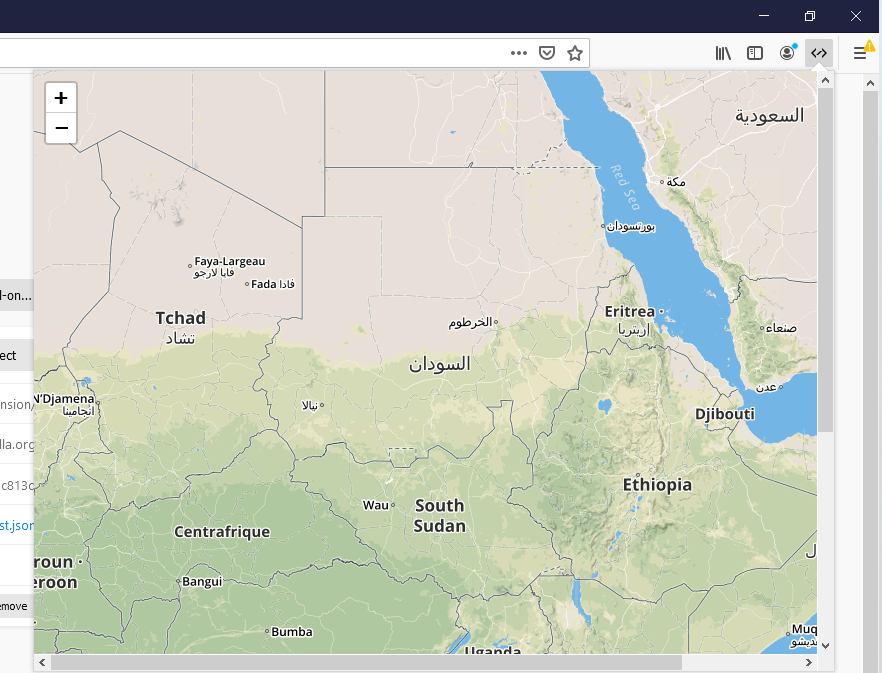 +
−
السعودية
مكة
Red Sea
بورتسودان
Faya-Largeau
فايا لارجو
Fada فادا
l-on...
Tchad
تشاد
الخرطوم
Eritrea
إرتريا
صنعاء
ect
السودان
عدن
N'Djamena
انجامينا
نيالا
Djibouti
nsion/
lla.org
c813c
Ethiopia
Wau
South
Sudan
st.json
Centrafrique
roun
eroon
Bangui
emove
Bumba
Uganda
Muq
قديشو